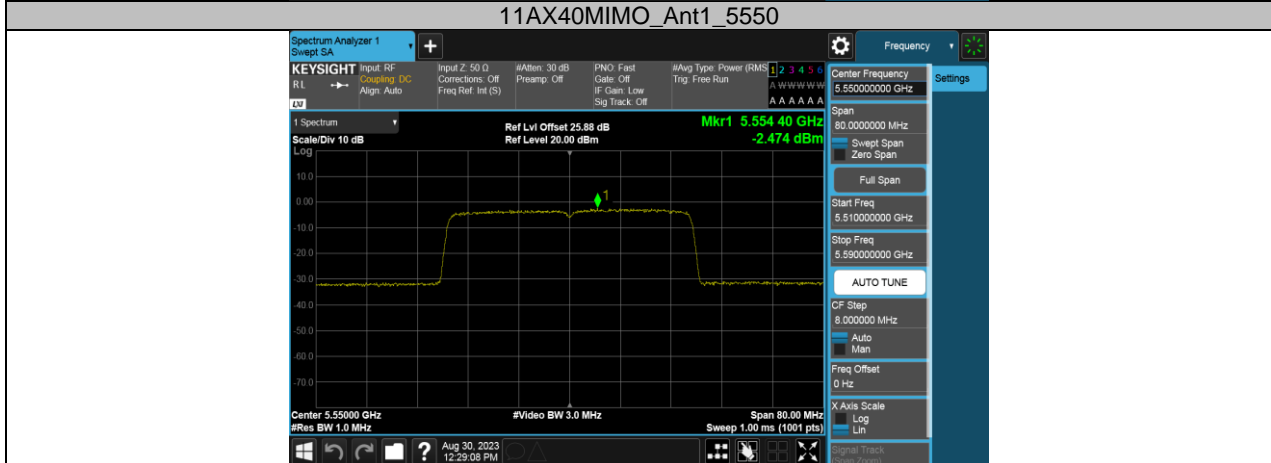 11AX40MIMO_Ant1_5550
Spectrum Analyzer 1
Swept SA
+
Frequency
KEYSIGHT
RL
LXI
Input: RF
Coupling: DC
Align: Auto
Input Z: 50 Ω
Corrections: Off
Freq Ref: Int (S)
#Atten: 30 dB
Preamp: Off
PNO: Fast
Gate: Off
IF Gain: Low
Sig Track: Off
#Avg Type: Power (RMS
Trig: Free Run
1 2 3 4 5 6
A W W W W W
A A A A A A
Center Frequency
5.550000000 GHz
Settings
Span
80.0000000 MHz
Swept Span
Zero Span
Full Span
Start Freq
5.510000000 GHz
Stop Freq
5.590000000 GHz
AUTO TUNE
CF Step
8.000000 MHz
Auto
Man
Freq Offset
0 Hz
X Axis Scale
Log
Lin
Signal Track
(Span Zoom)
1 Spectrum
Scale/Div 10 dB
Log
Ref Lvl Offset 25.88 dB
Ref Level 20.00 dBm
Mkr1 5.554 40 GHz
-2.474 dBm
1
10.0
0.00
-10.0
-20.0
-30.0
-40.0
-50.0
-60.0
-70.0
Center 5.55000 GHz
#Res BW 1.0 MHz
#Video BW 3.0 MHz
Span 80.00 MHz
Sweep 1.00 ms (1001 pts)
?
Aug 30, 2023
12:29:08 PM